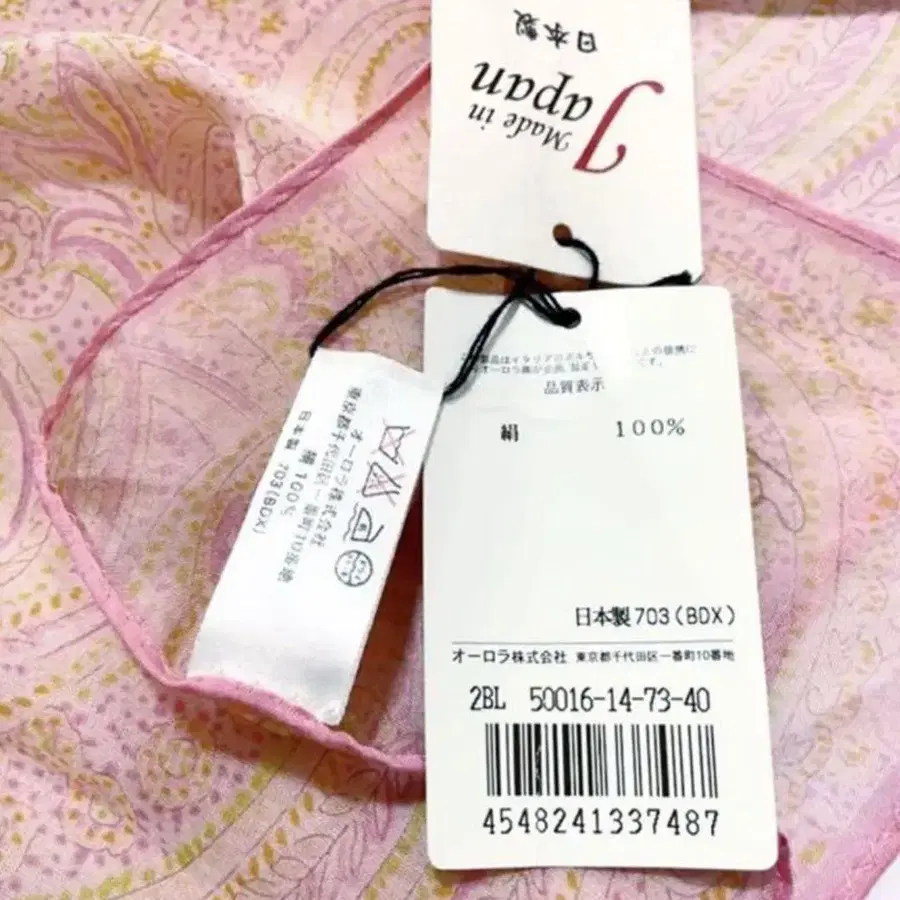 日本製
Made in
Japan
品質表示
絹 100%
日本製703(BDX)
オーロラ株式会社 東京都千代田区一番町10番地
2BL 50016-14-73-40
4548241337487
オーロラ株式会社
東京都千代田区一番町10番地
絹 100%
日本製 703(BDX)